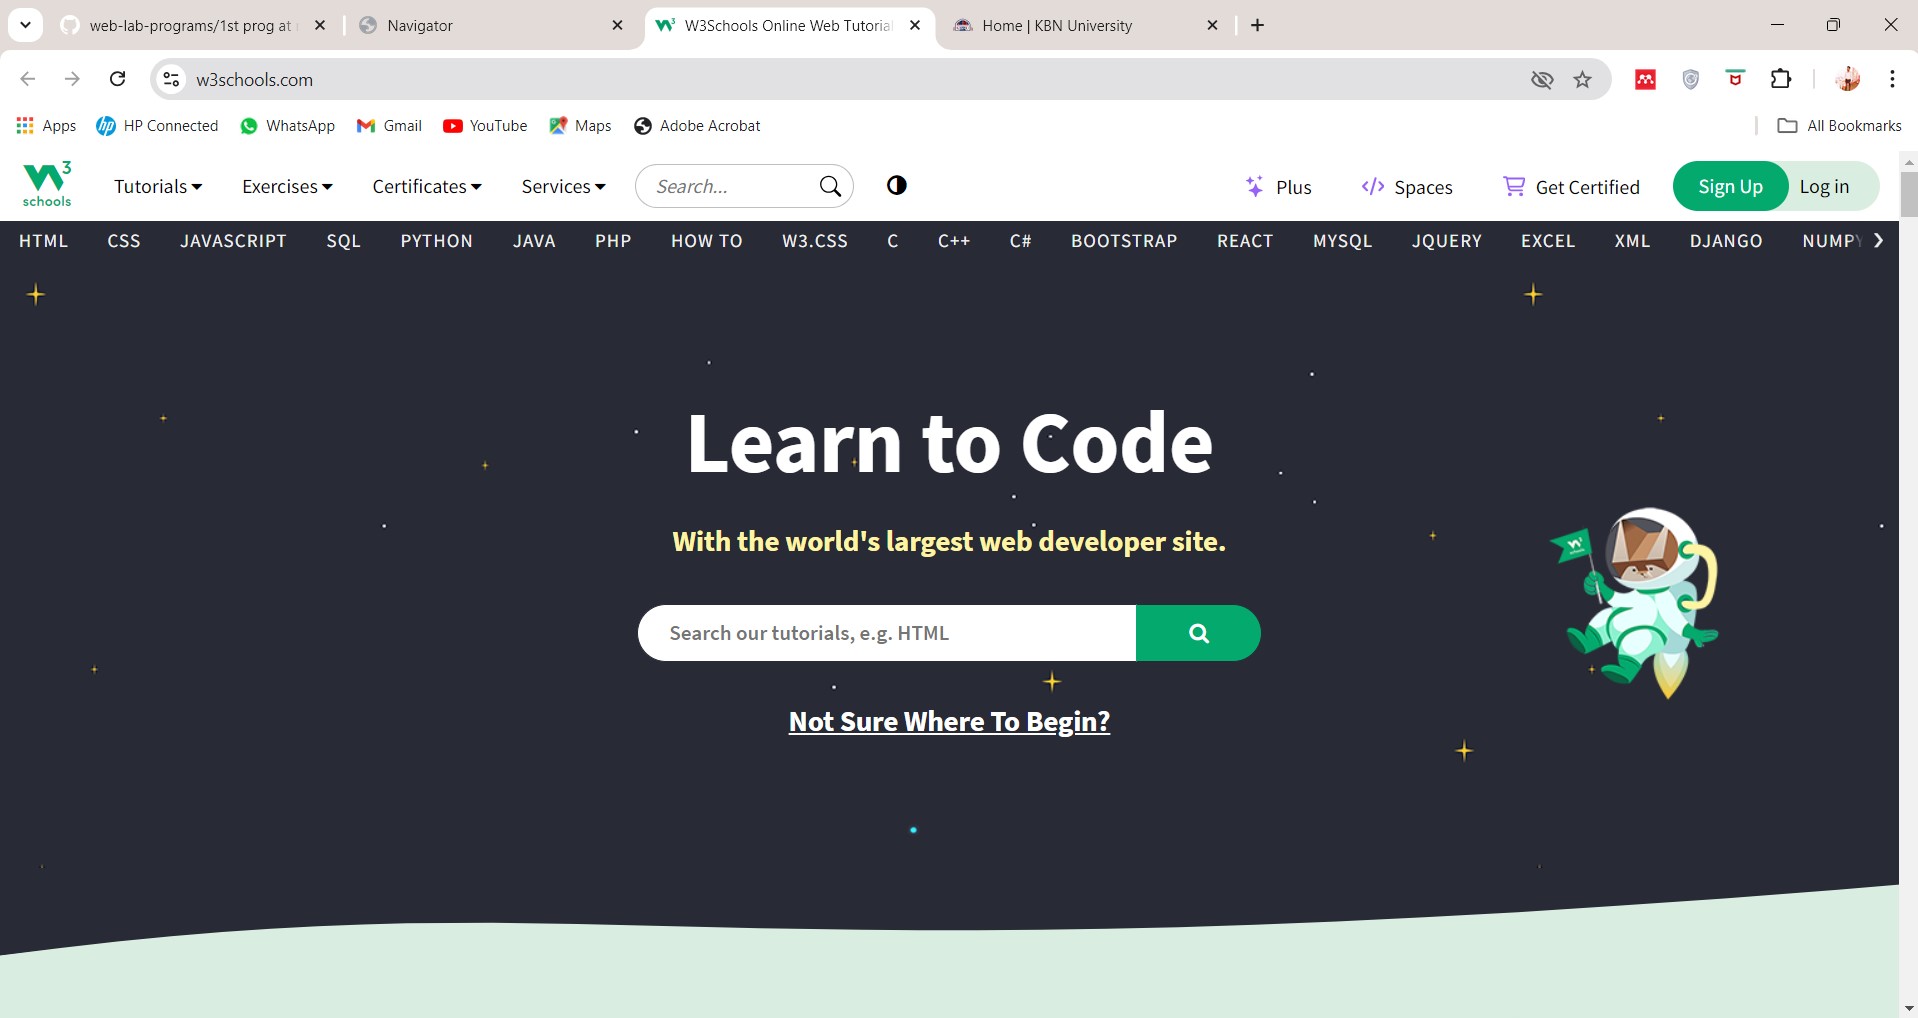 web-lab-programs/1st prog at
Navigator
W3Schools Online Web Tutorial
Home | KBN University
w3schools.com
Apps
HP Connected
WhatsApp
Gmail
YouTube
Maps
Adobe Acrobat
All Bookmarks
W3
schools
Tutorials
Exercises
Certificates
Services
Search...
Plus
Spaces
Get Certified
Sign Up
Log in
HTML CSS JAVASCRIPT SQL PYTHON JAVA PHP HOW TO W3.CSS C C++ C# BOOTSTRAP REACT MYSQL JQUERY EXCEL XML DJANGO NUMPY
Learn to Code
With the world's largest web developer site.
Search our tutorials, e.g. HTML
Not Sure Where To Begin?